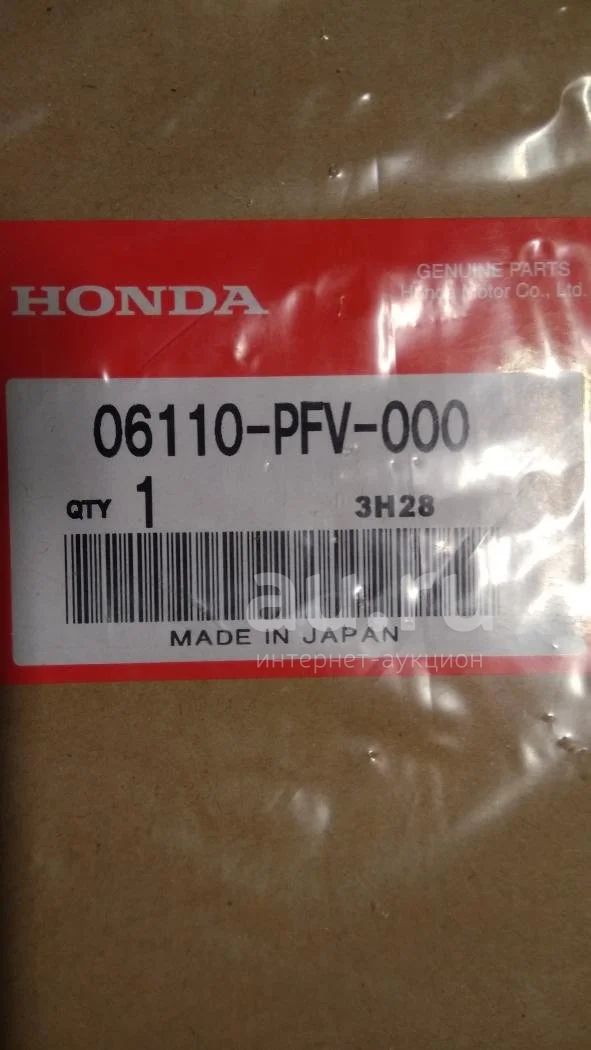 GENUINE PARTS
HONDA
Honda Motor Co., Ltd.
06110-PFV-000
QTY 1
3H28
au.ru
MADE IN JAPAN
интернет-аукцион